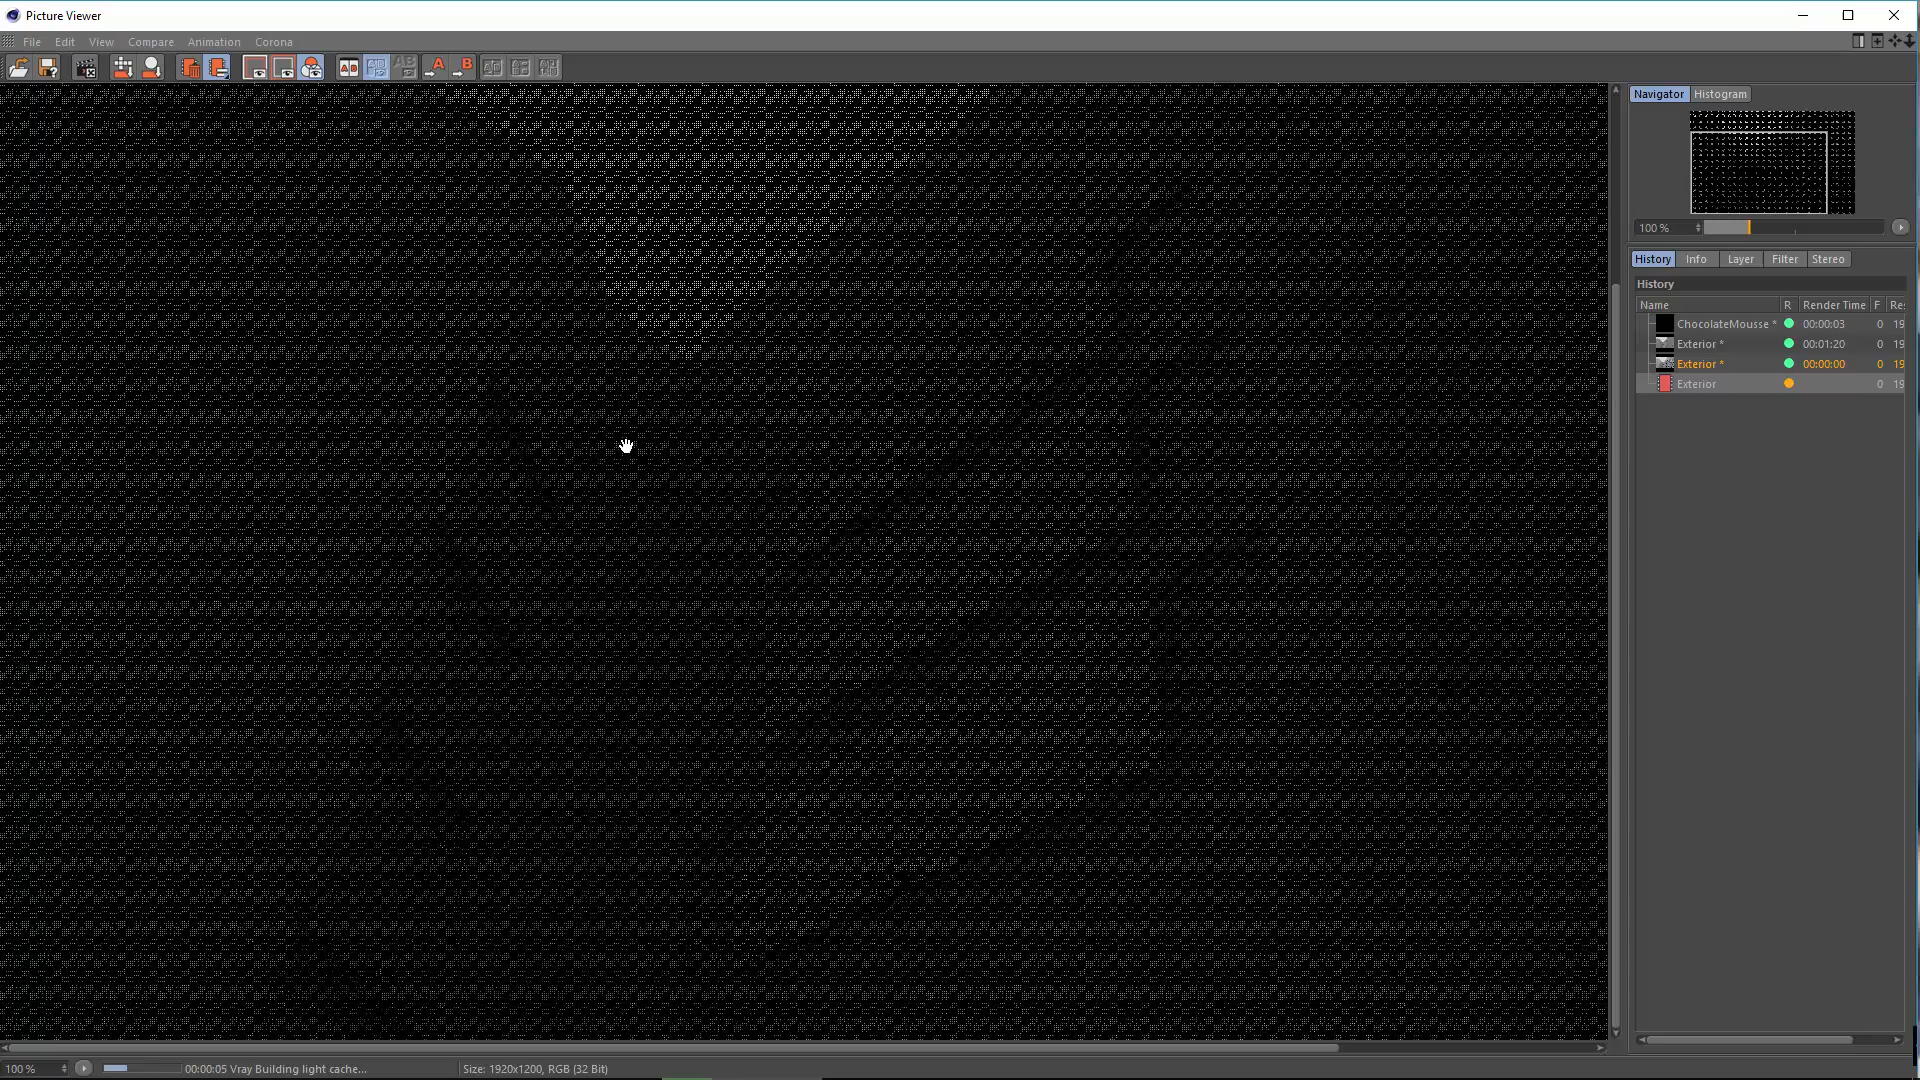 Picture Viewer
File Edit View Compare Animation Corona
Navigator Histogram
100 %
History Info Layer Filter Stereo
History
Name R Render Time F Re
ChocolateMousse * 00:00:03 0 19
Exterior * 00:01:20 0 19
Exterior * 00:00:00 0 19
Exterior 0 19
100 % 00:00:05 Vray Building light cache... Size: 1920x1200, RGB (32 Bit)